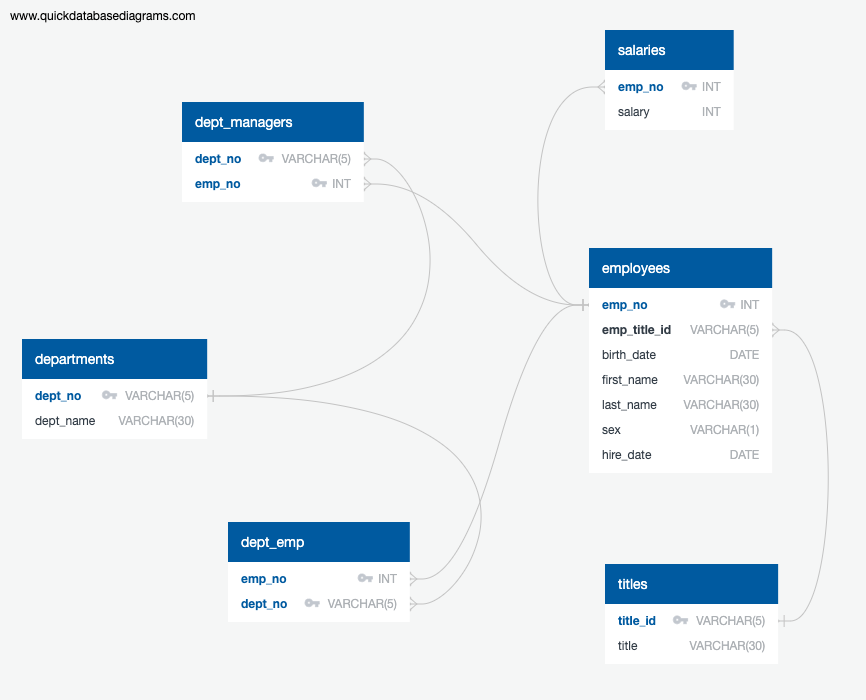 www.quickdatabasediagrams.com
salaries
emp_no INT
salary INT
dept_managers
dept_no VARCHAR(5)
emp_no INT
employees
emp_no INT
emp_title_id VARCHAR(5)
birth_date DATE
first_name VARCHAR(30)
last_name VARCHAR(30)
sex VARCHAR(1)
hire_date DATE
departments
dept_no VARCHAR(5)
dept_name VARCHAR(30)
dept_emp
emp_no INT
dept_no VARCHAR(5)
titles
title_id VARCHAR(5)
title VARCHAR(30)